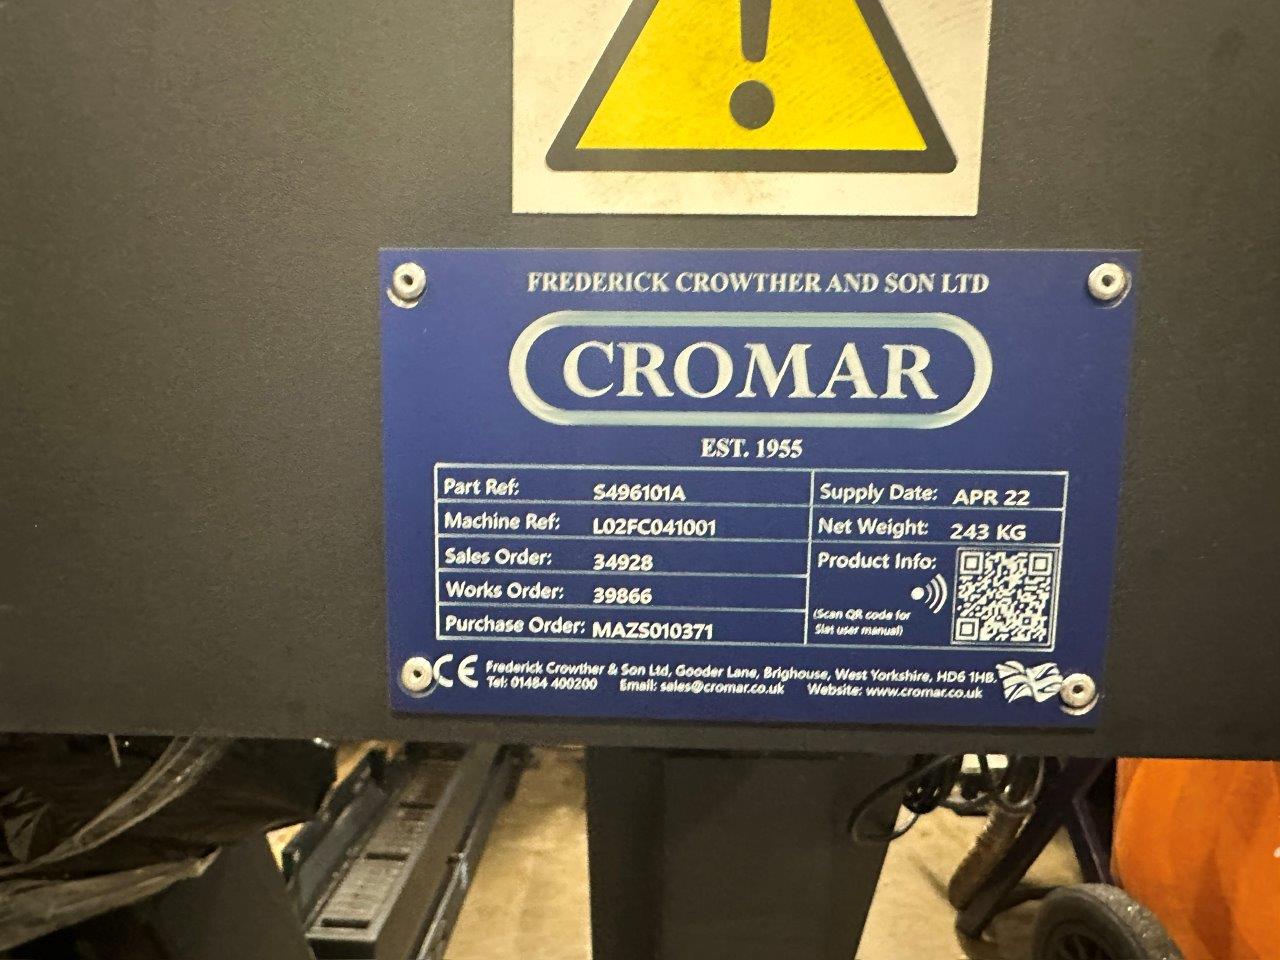 FREDERICK CROWTHER AND SON LTD
CROMAR
EST. 1955
Part Ref: S496101A
Machine Ref: L02FC041001
Sales Order: 34928
Works Order: 39866
Purchase Order: MAZS010371
Supply Date: APR 22
Net Weight: 243 KG
Product Info:
(Scan QR code for
Slat user manual)
CE
Frederick Crowther & Son Ltd, Gooder Lane, Brighouse, West Yorkshire, HD6 1HB.
Tel: 01484 400200 Email: sales@cromar.co.uk Website: www.cromar.co.uk